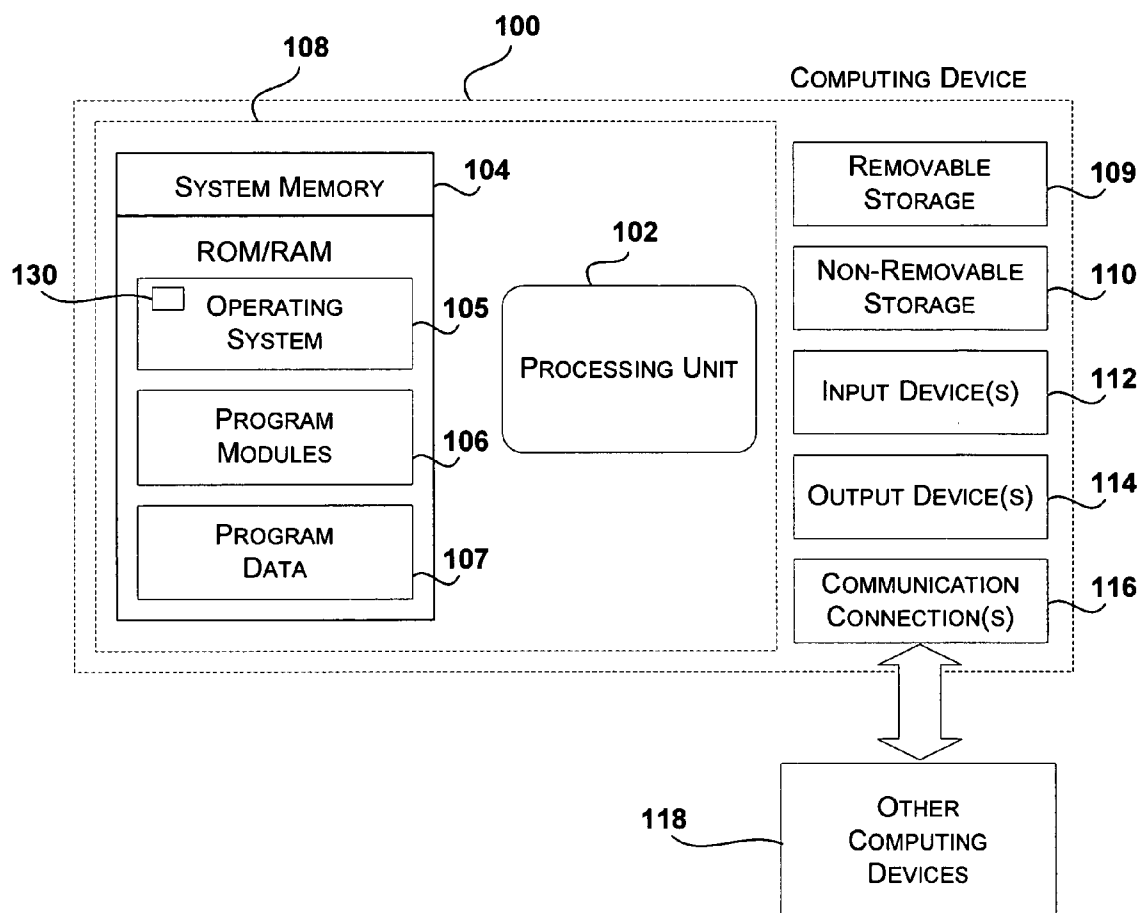 100
108
COMPUTING DEVICE
SYSTEM MEMORY
104
ROM/RAM
130
OPERATING
SYSTEM
105
PROGRAM
MODULES
106
PROGRAM
DATA
107
102
PROCESSING UNIT
REMOVABLE
STORAGE
109
NON-REMOVABLE
STORAGE
110
INPUT DEVICE(S)
112
OUTPUT DEVICE(S)
114
COMMUNICATION
CONNECTION(S)
116
118
OTHER
COMPUTING
DEVICES